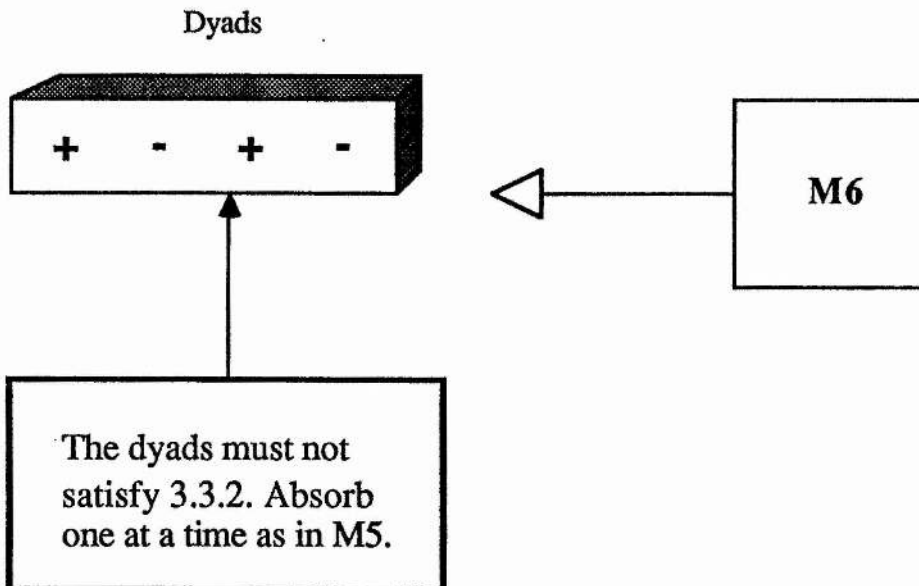 Dyads
+ - + -
M6
The dyads must not
satisfy 3.3.2. Absorb
one at a time as in M5.